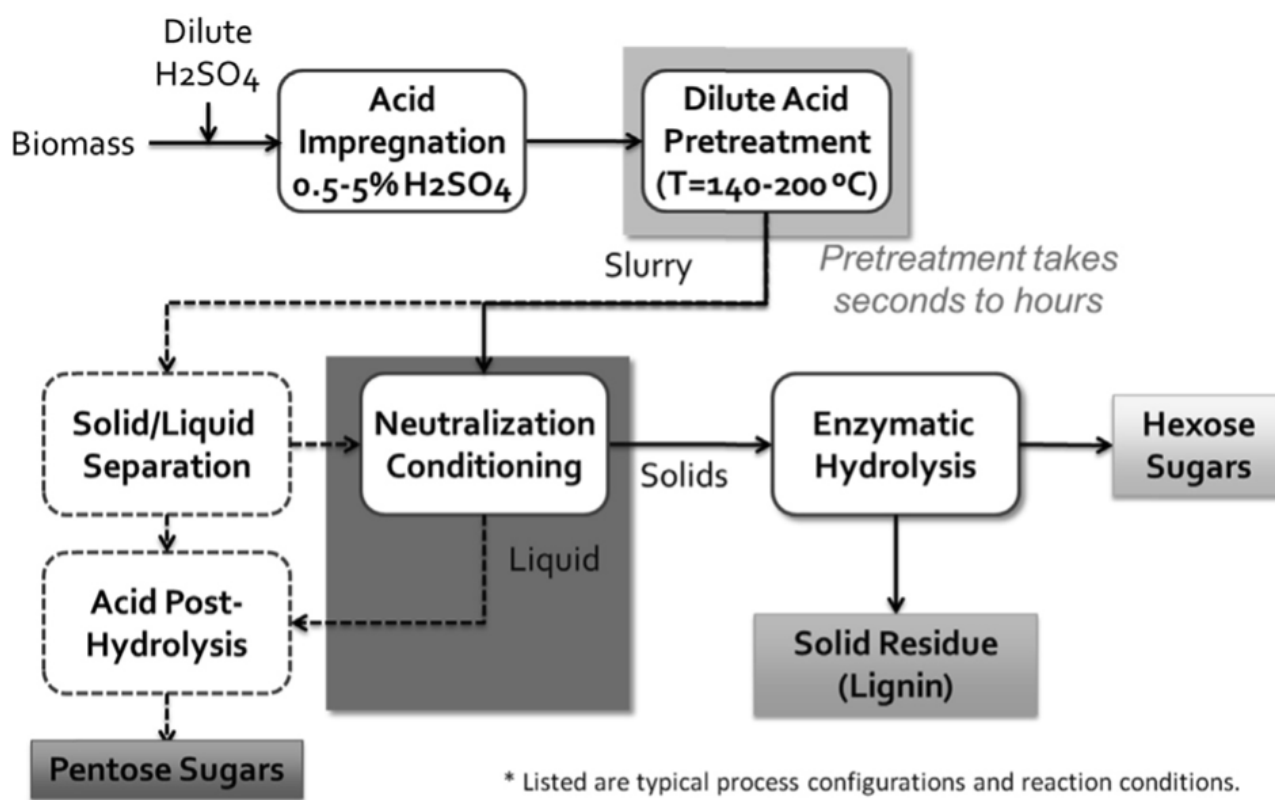 Dilute
H2SO4
Biomass
Acid
Impregnation
0.5-5% H2SO4
Dilute Acid
Pretreatment
(T=140-200 ºC)
Slurry
Pretreatment takes
seconds to hours
Solid/Liquid
Separation
Neutralization
Conditioning
Solids
Enzymatic
Hydrolysis
Hexose
Sugars
Liquid
Acid Post-
Hydrolysis
Solid Residue
(Lignin)
Pentose Sugars
* Listed are typical process configurations and reaction conditions.